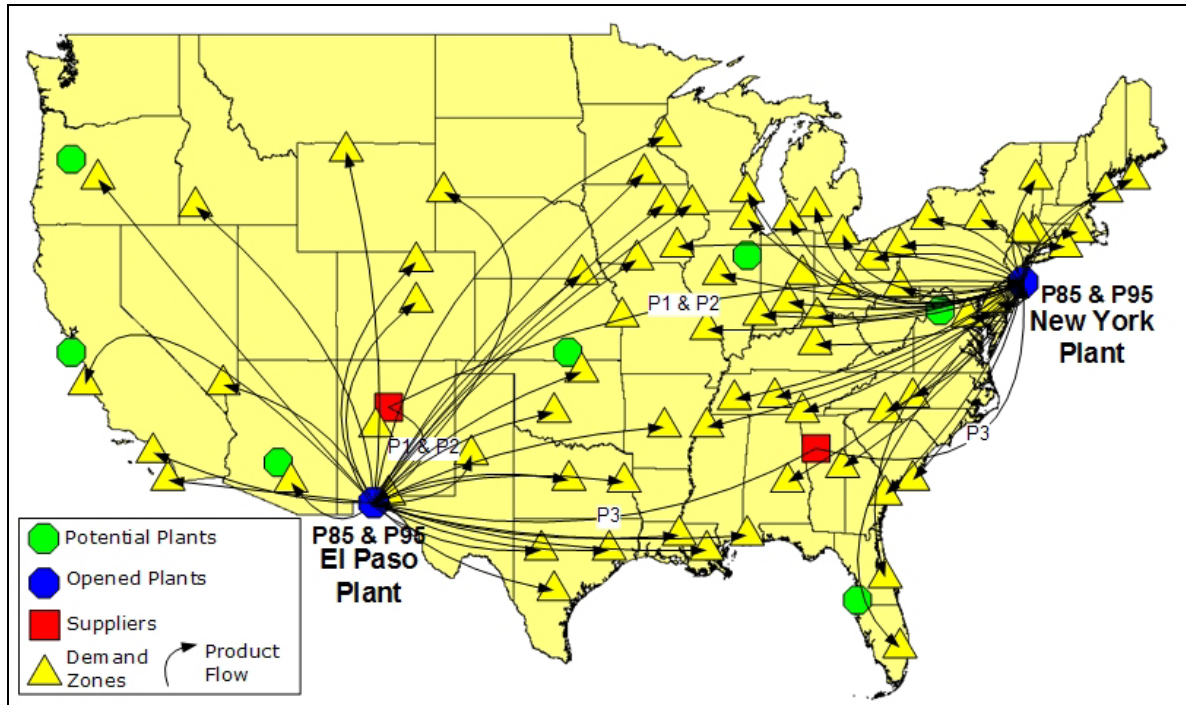 P1 & P2
P85 & P95
New York
Plant
P1 & P2
P3
P3
P85 & P95
El Paso
Plant
Potential Plants
Opened Plants
Suppliers
Demand
Zones
Product
Flow